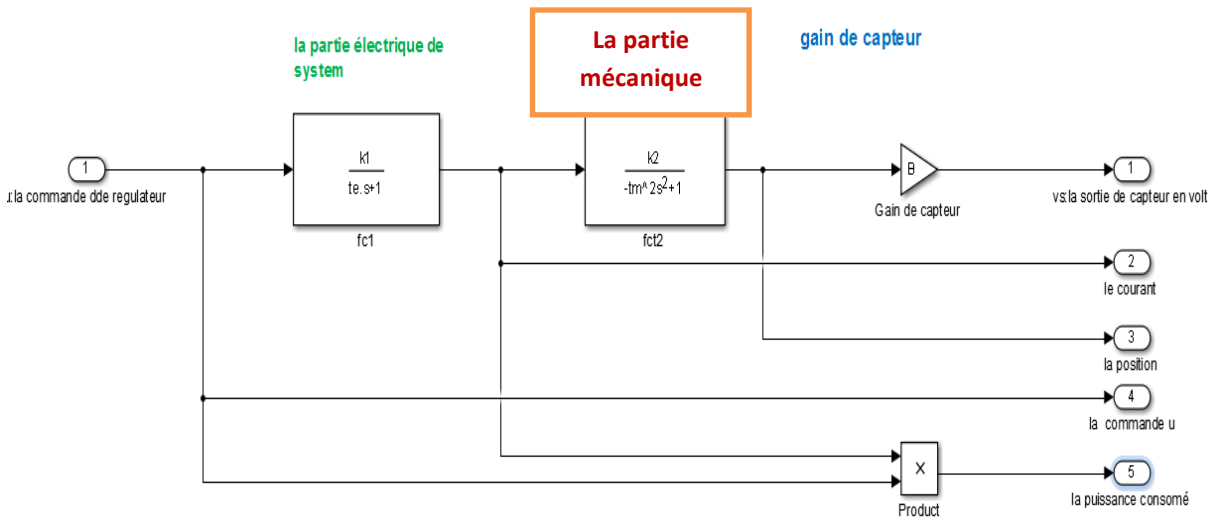 la partie électrique de
system
La partie
mécanique
gain de capteur
1
k1
te.s+1
k2
-tm^2s²+1
B
1
:la commande dde regulateur
fc1
fct2
Gain de capteur
vs:la sortie de capteur en volt
2
le courant
3
la position
4
la commande u
×
5
Product
la puissance consomé